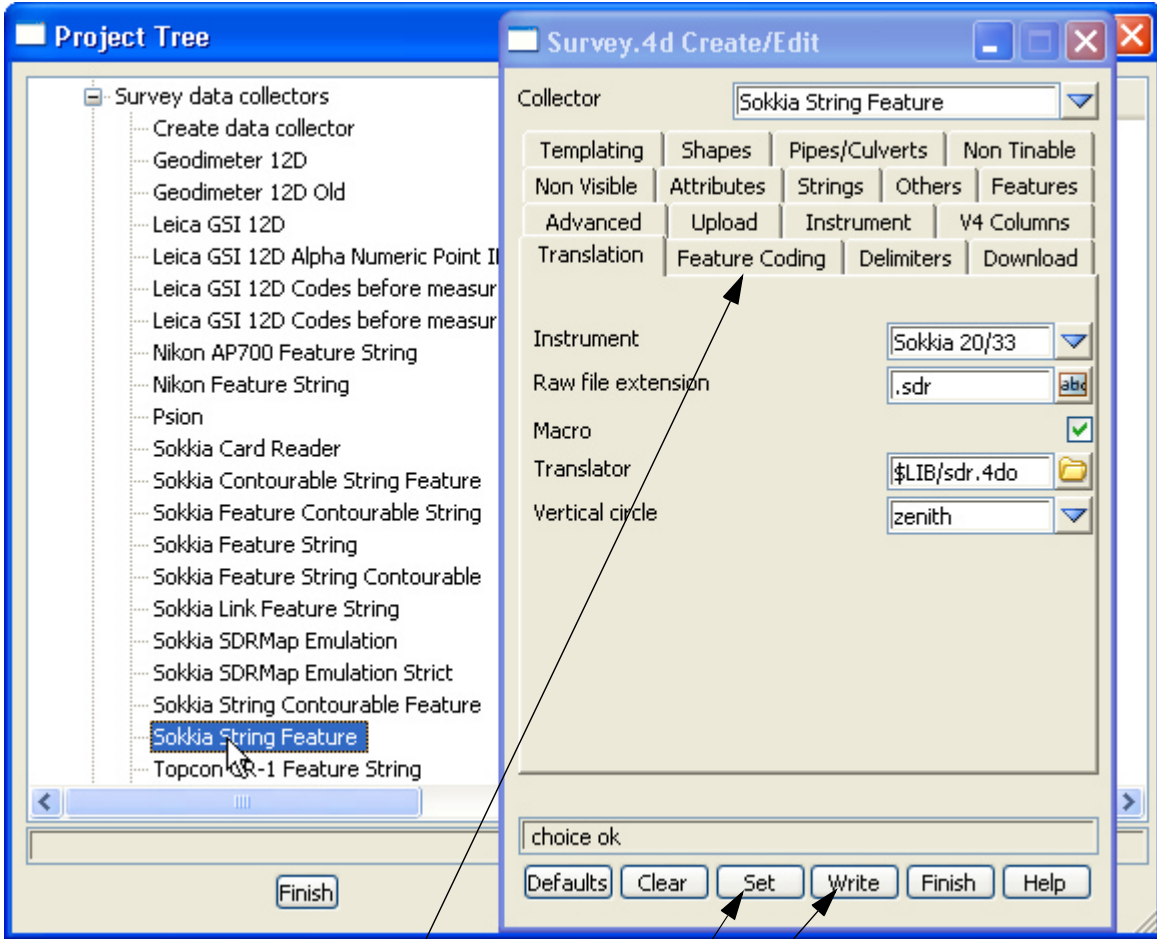 Project Tree
Survey data collectors
Create data collector
Geodimeter 12D
Geodimeter 12D Old
Leica GSI 12D
Leica GSI 12D Alpha Numeric Point
Leica GSI 12D Codes before measur
Leica GSI 12D Codes before measur
Nikon AP700 Feature String
Nikon Feature String
Psion
Sokkia Card Reader
Sokkia Contourable String Feature
Sokkia Feature Contourable String
Sokkia Feature String
Sokkia Feature String Contourable
Sokkia Link Feature String
Sokkia SDRMap Emulation
Sokkia SDRMap Emulation Strict
Sokkia String Contourable Feature
Sokkia String Feature
Topcon -1 Feature String
Finish
Survey.4d Create/Edit
Collector Sokkia String Feature
Templating Shapes Pipes/Culverts Non Tinable
Non Visible Attributes Strings Others Features
Advanced Upload Instrument V4 Columns
Translation Feature Coding Delimiters Download
Instrument Sokkia 20/33
Raw file extension .sdr abc
Macro
Translator $LIB/sdr.4do
Vertical circle zenith
choice ok
Defaults Clear Set Write Finish Help